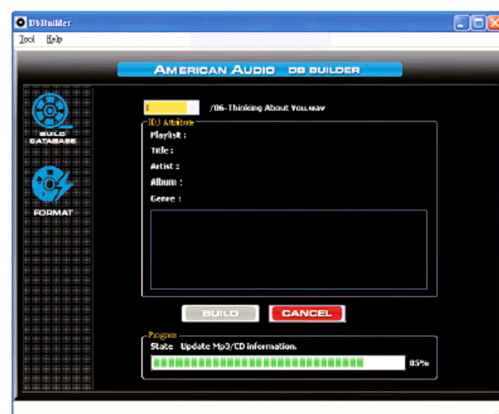 DbBuilder
Tool Help
AMERICAN AUDIO DB BUILDER
BUILD
DATABASE
FORMAT
1 /06-Thinking About You.wav
ID3 Attribute
Playlist :
Title :
Artist :
Album :
Genre :
BUILD CANCEL
Progress
State Update Mp3/CD information.
85%